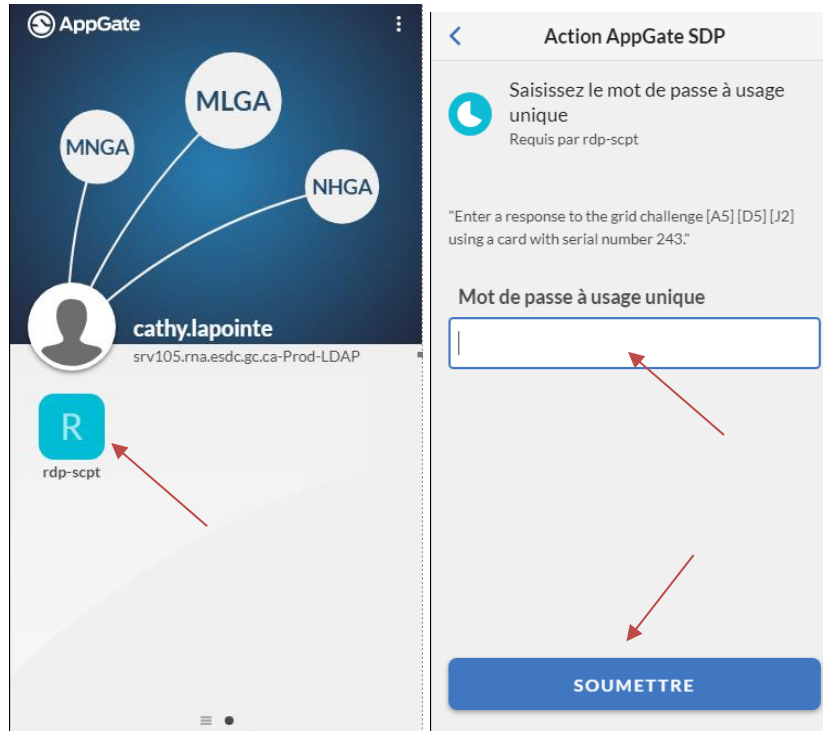 AppGate
MLGA
MNGA
NHGA
cathy.lapointe
srv105.rna.esdc.gc.ca-Prod-LDAP
R
rdp-scpt
Action AppGate SDP
Saisissez le mot de passe à usage
unique
Requis par rdp-scpt
"Enter a response to the grid challenge [A5] [D5] [J2]
using a card with serial number 243."
Mot de passe à usage unique
SOUMETTRE